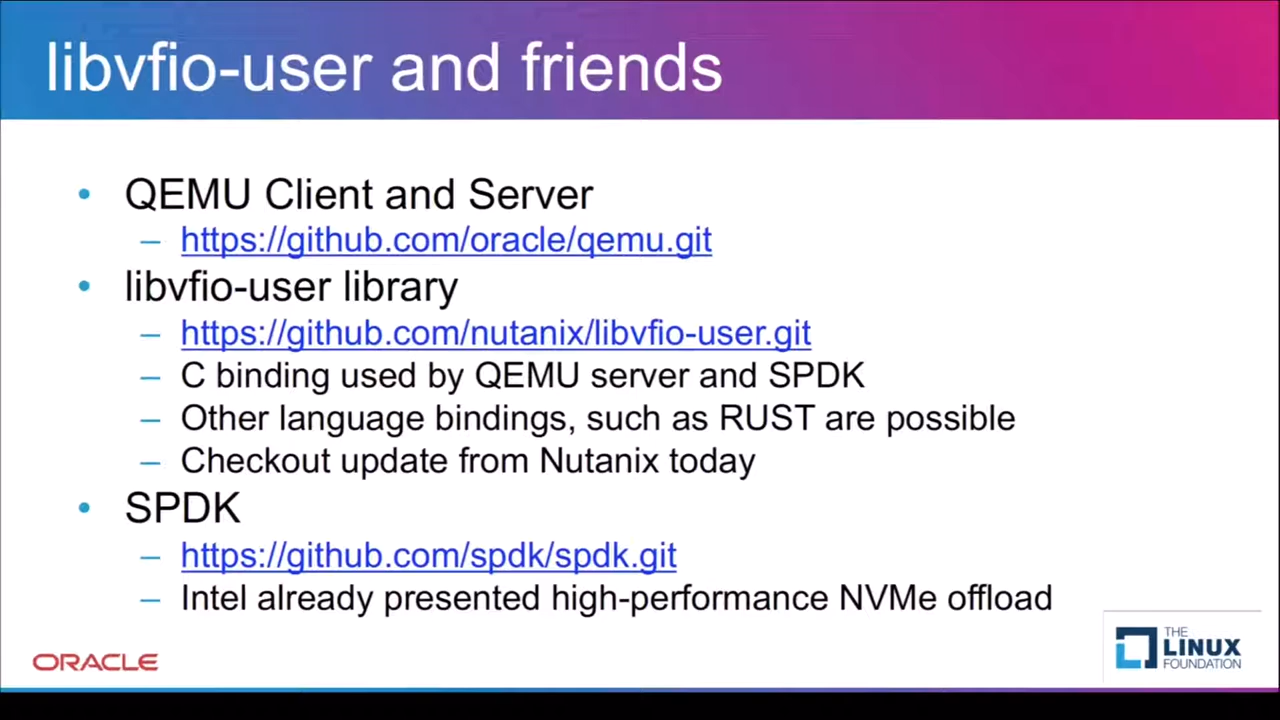 libvfio-user and friends
• QEMU Client and Server
– https://github.com/oracle/qemu.git
• libvfio-user library
– https://github.com/nutanix/libvfio-user.git
– C binding used by QEMU server and SPDK
– Other language bindings, such as RUST are possible
– Checkout update from Nutanix today
• SPDK
– https://github.com/spdk/spdk.git
– Intel already presented high-performance NVMe offload
ORACLE
THE
LINUX
FOUNDATION